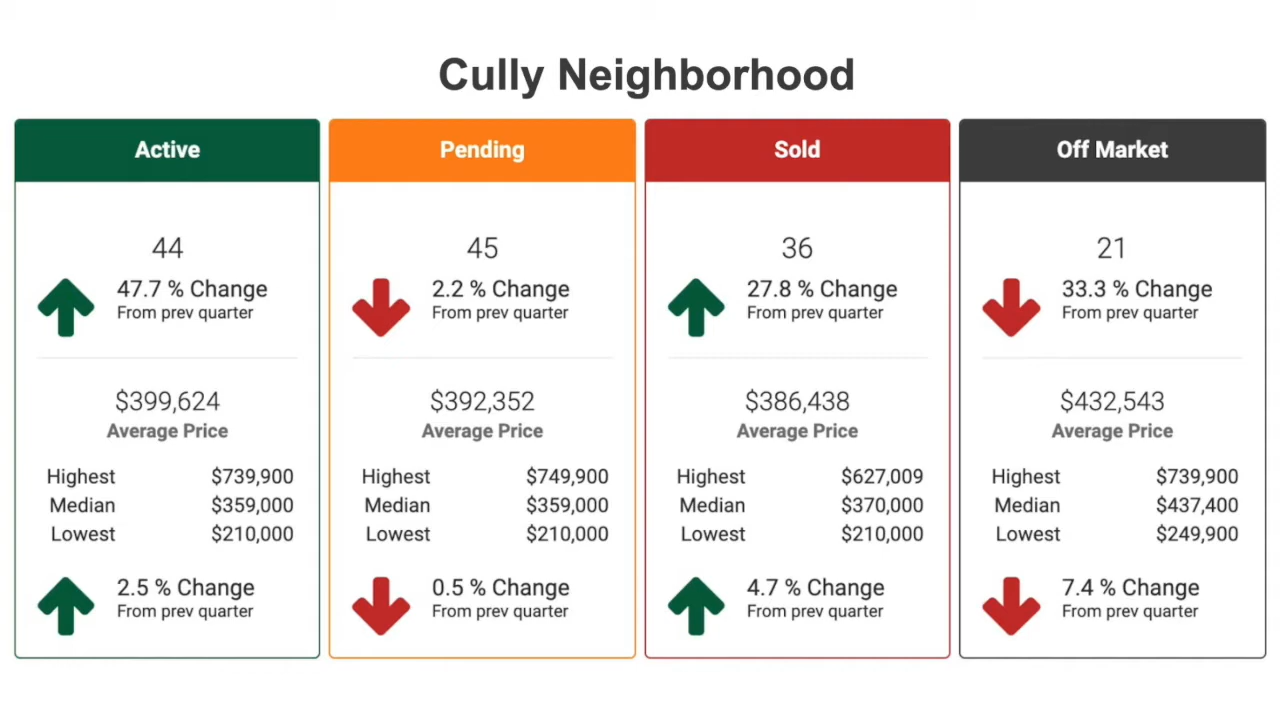 Cully Neighborhood
Active
44
47.7 % Change
From prev quarter
$399,624
Average Price
Highest $739,900
Median $359,000
Lowest $210,000
2.5 % Change
From prev quarter
Pending
45
2.2 % Change
From prev quarter
$392,352
Average Price
Highest $749,900
Median $359,000
Lowest $210,000
0.5 % Change
From prev quarter
Sold
36
27.8 % Change
From prev quarter
$386,438
Average Price
Highest $627,009
Median $370,000
Lowest $210,000
4.7 % Change
From prev quarter
Off Market
21
33.3 % Change
From prev quarter
$432,543
Average Price
Highest $739,900
Median $437,400
Lowest $249,900
7.4 % Change
From prev quarter